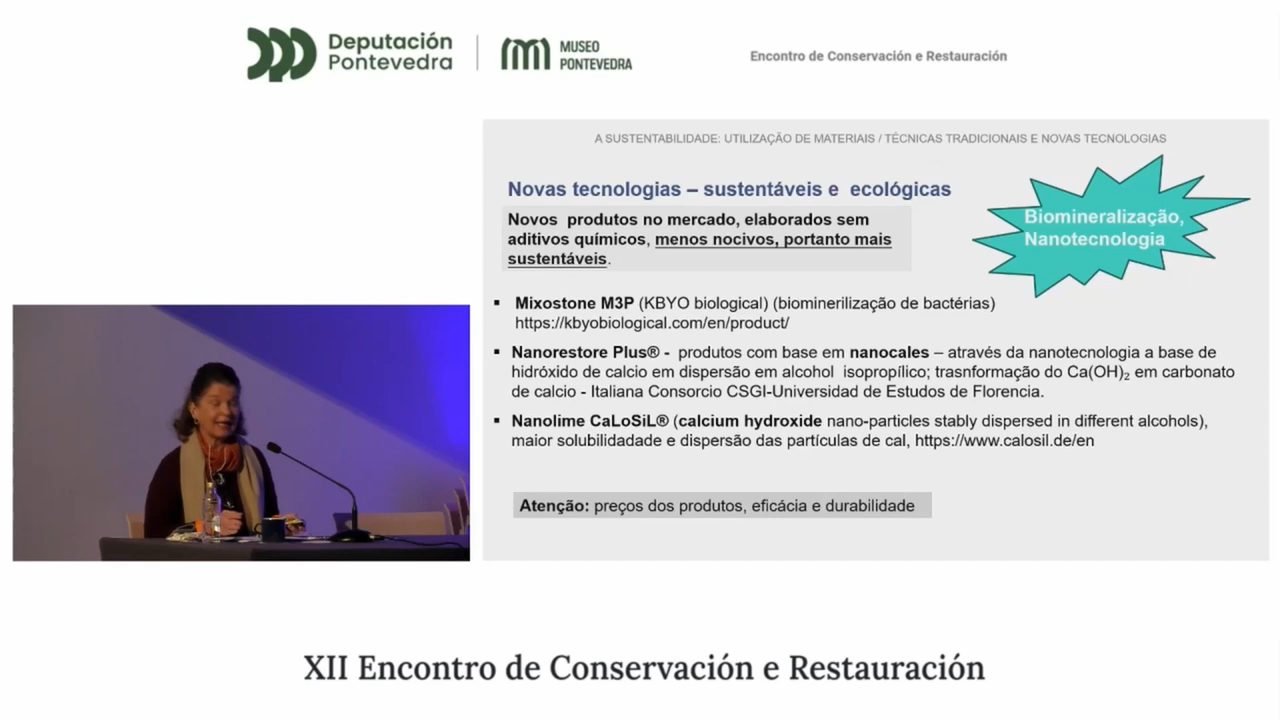 Deputación
Pontevedra
MUSEO
PONTEVEDRA
Encontro de Conservación e Restauración
A SUSTENTABILIDADE: UTILIZAÇÃO DE MATERIAIS / TÉCNICAS TRADICIONAIS E NOVAS TECNOLOGIAS
Novas tecnologias – sustentáveis e ecológicas
Biomineralização,
Nanotecnologia
Novos produtos no mercado, elaborados sem
aditivos químicos, menos nocivos, portanto mais
sustentáveis.
▪ Mixostone M3P (KBYO biological) (biominerilização de bactérias)
https://kbyobiological.com/en/product/
▪ Nanorestore Plus® - produtos com base em nanocales – através da nanotecnologia a base de
hidróxido de calcio em dispersão em alcohol isopropílico; trasnformação do Ca(OH)₂ em carbonato
de calcio - Italiana Consorcio CSGI-Universidad de Estudos de Florencia.
▪ Nanolime CaLoSiL® (calcium hydroxide nano-particles stably dispersed in different alcohols),
maior solubilidadade e dispersão das partículas de cal, https://www.calosil.de/en
Atenção: preços dos produtos, eficácia e durabilidade
XII Encontro de Conservación e Restauración